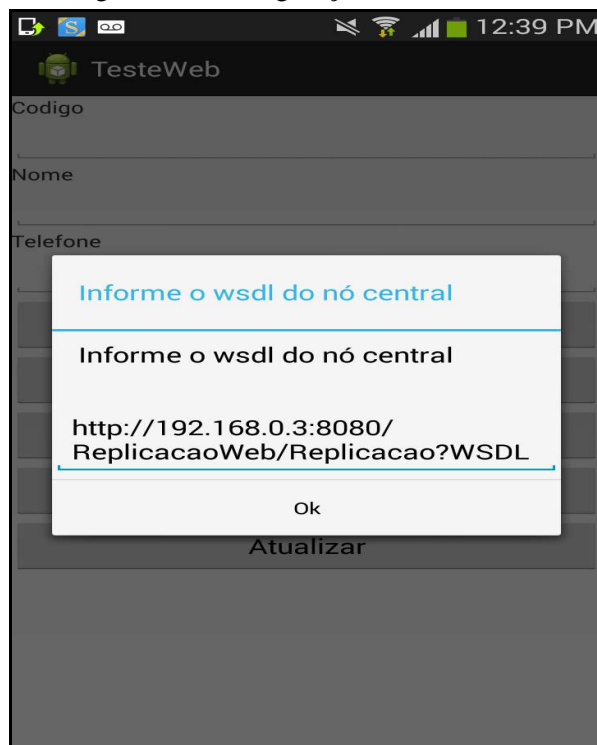 12:39 PM
TesteWeb
Codigo
Nome
Telefone
Informe o wsdl do nó central
Informe o wsdl do nó central
http://192.168.0.3:8080/
ReplicacaoWeb/Replicacao?WSDL
Ok
Atualizar